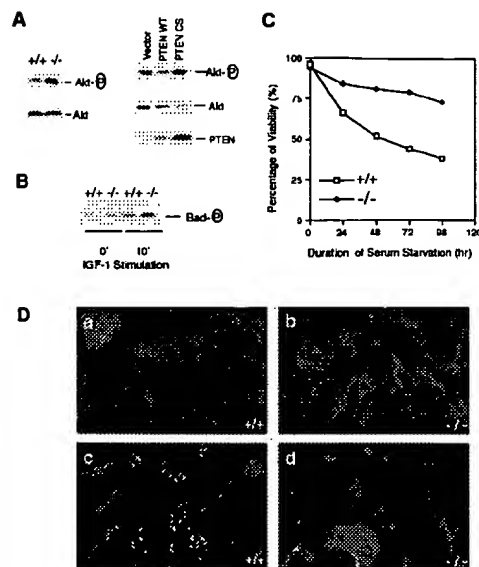 A
+/+ -/-
Akt-P
Akt
Vector
PTEN WT
PTEN CS
Akt-P
Akt
PTEN
B
+/+ -/- +/+ -/-
Bad-P
0' 10'
IGF-1 Stimulation
C
Percentage of Viability (%)
100
75
50
25
0
+/+
-/-
0 24 48 72 96 120
Duration of Serum Starvation (hr)
D
a
+/+
b
-/-
c
+/+
d
-/-